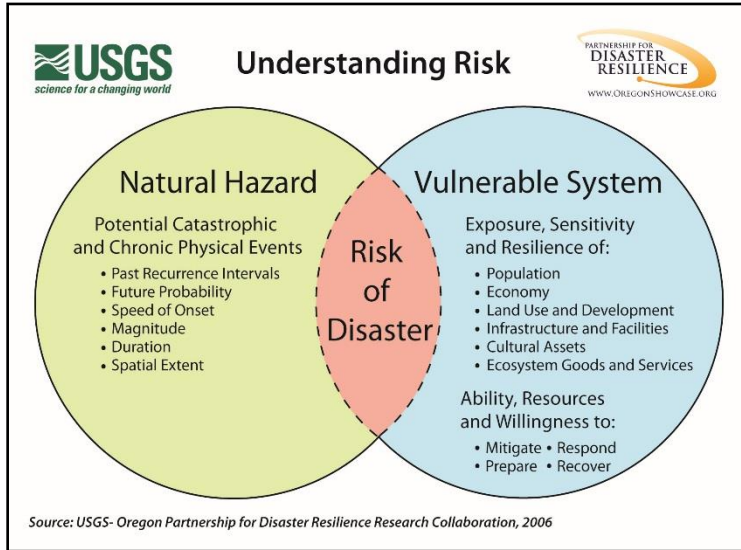 USGS
science for a changing world
Understanding Risk
PARTNERSHIP FOR
DISASTER
RESILIENCE
WWW.OREGONSHOWCASE.ORG
Natural Hazard
Potential Catastrophic
and Chronic Physical Events
• Past Recurrence Intervals
• Future Probability
• Speed of Onset
• Magnitude
• Duration
• Spatial Extent
Risk
of
Disaster
Vulnerable System
Exposure, Sensitivity
and Resilience of:
• Population
• Economy
• Land Use and Development
• Infrastructure and Facilities
• Cultural Assets
• Ecosystem Goods and Services
Ability, Resources
and Willingness to:
• Mitigate • Respond
• Prepare • Recover
Source: USGS- Oregon Partnership for Disaster Resilience Research Collaboration, 2006